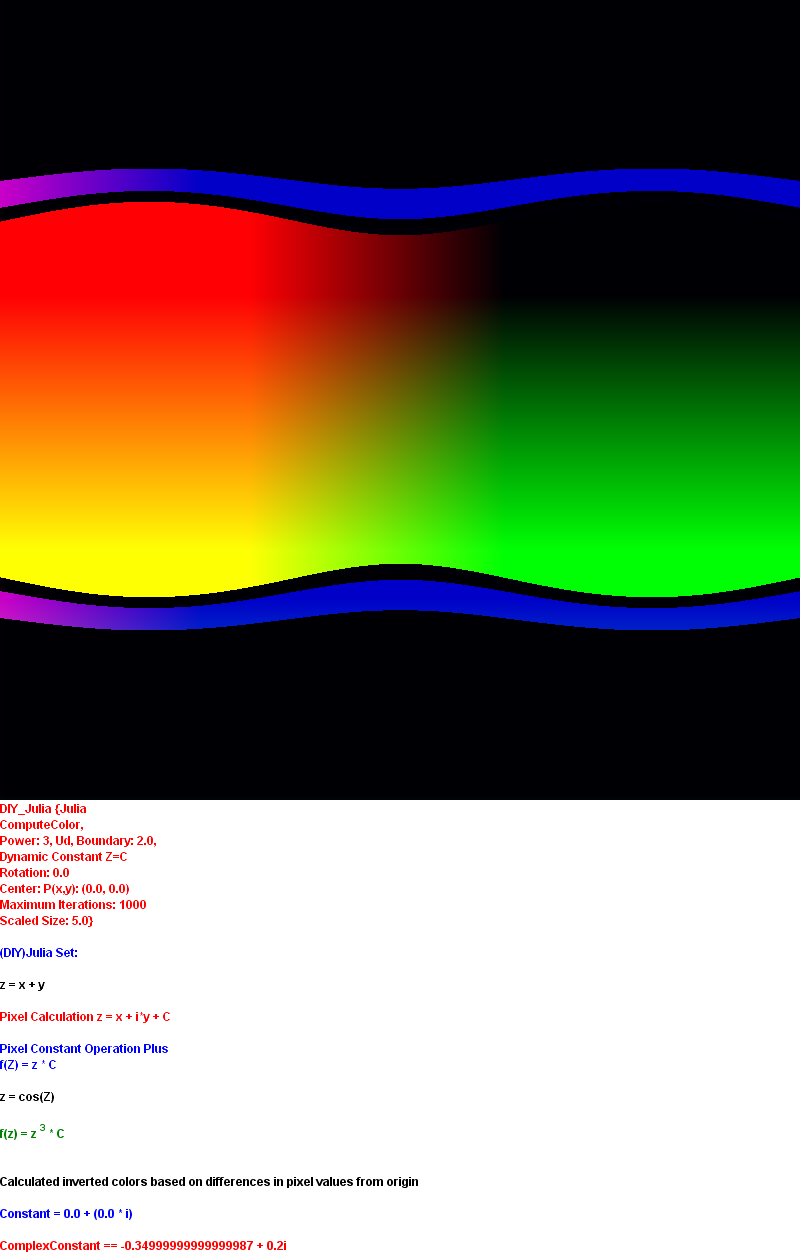 DIY_Julia {Julia
ComputeColor,
Power: 3, Ud, Boundary: 2.0,
Dynamic Constant Z=C
Rotation: 0.0
Center: P(x,y): (0.0, 0.0)
Maximum Iterations: 1000
Scaled Size: 5.0}
(DIY)Julia Set:
z = x + y
Pixel Calculation z = x + i*y + C
Pixel Constant Operation Plus
f(Z) = z * C
z = cos(Z)
f(z) = z ³ * C
Calculated inverted colors based on differences in pixel values from origin
Constant = 0.0 + (0.0 * i)
ComplexConstant == -0.34999999999999987 + 0.2i